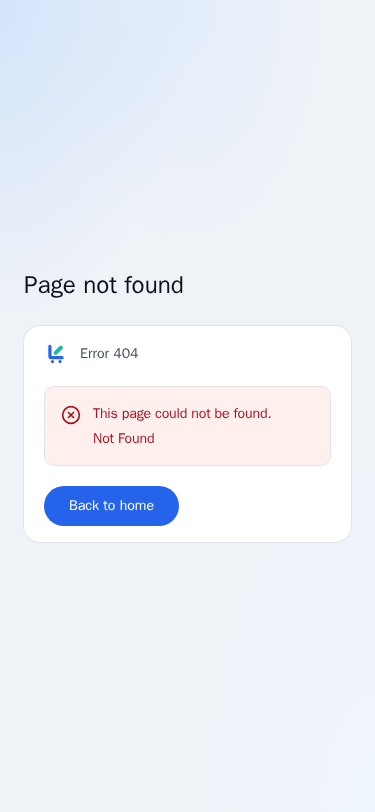 Page not found
Error 404
This page could not be found.
Not Found
Back to home